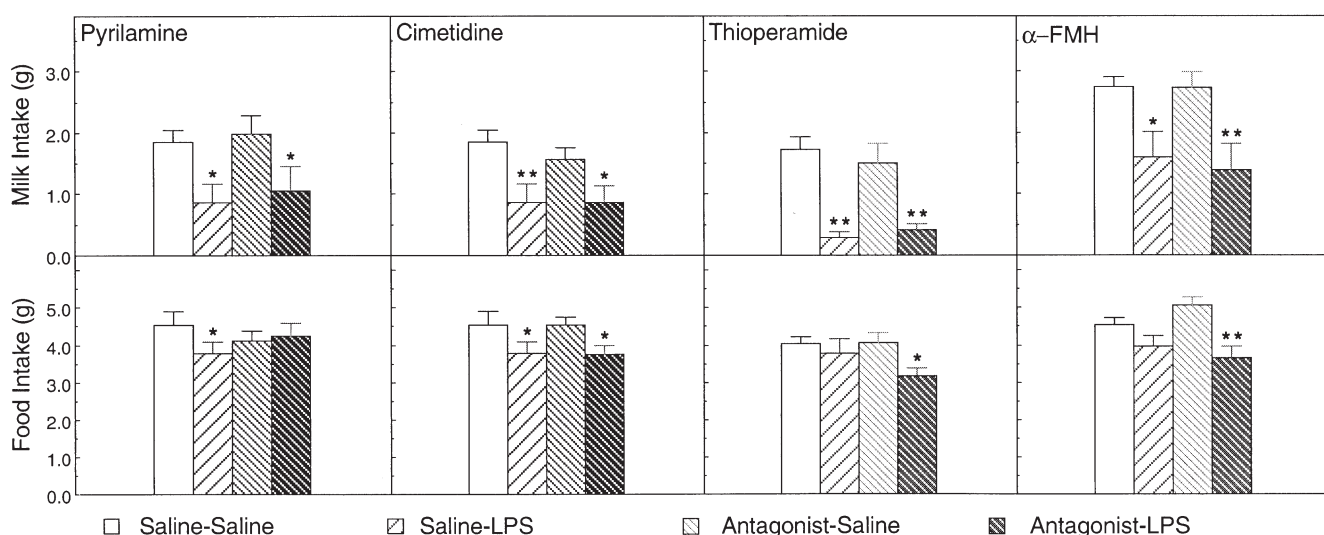 Pyrilamine Cimetidine Thioperamide α–FMH
Milk Intake (g)
3.0
2.0
1.0
0.0
* * ** * ** ** * **
Food Intake (g)
5.0
4.0
3.0
2.0
1.0
0.0
* * * * **
Saline-Saline Saline-LPS Antagonist-Saline Antagonist-LPS